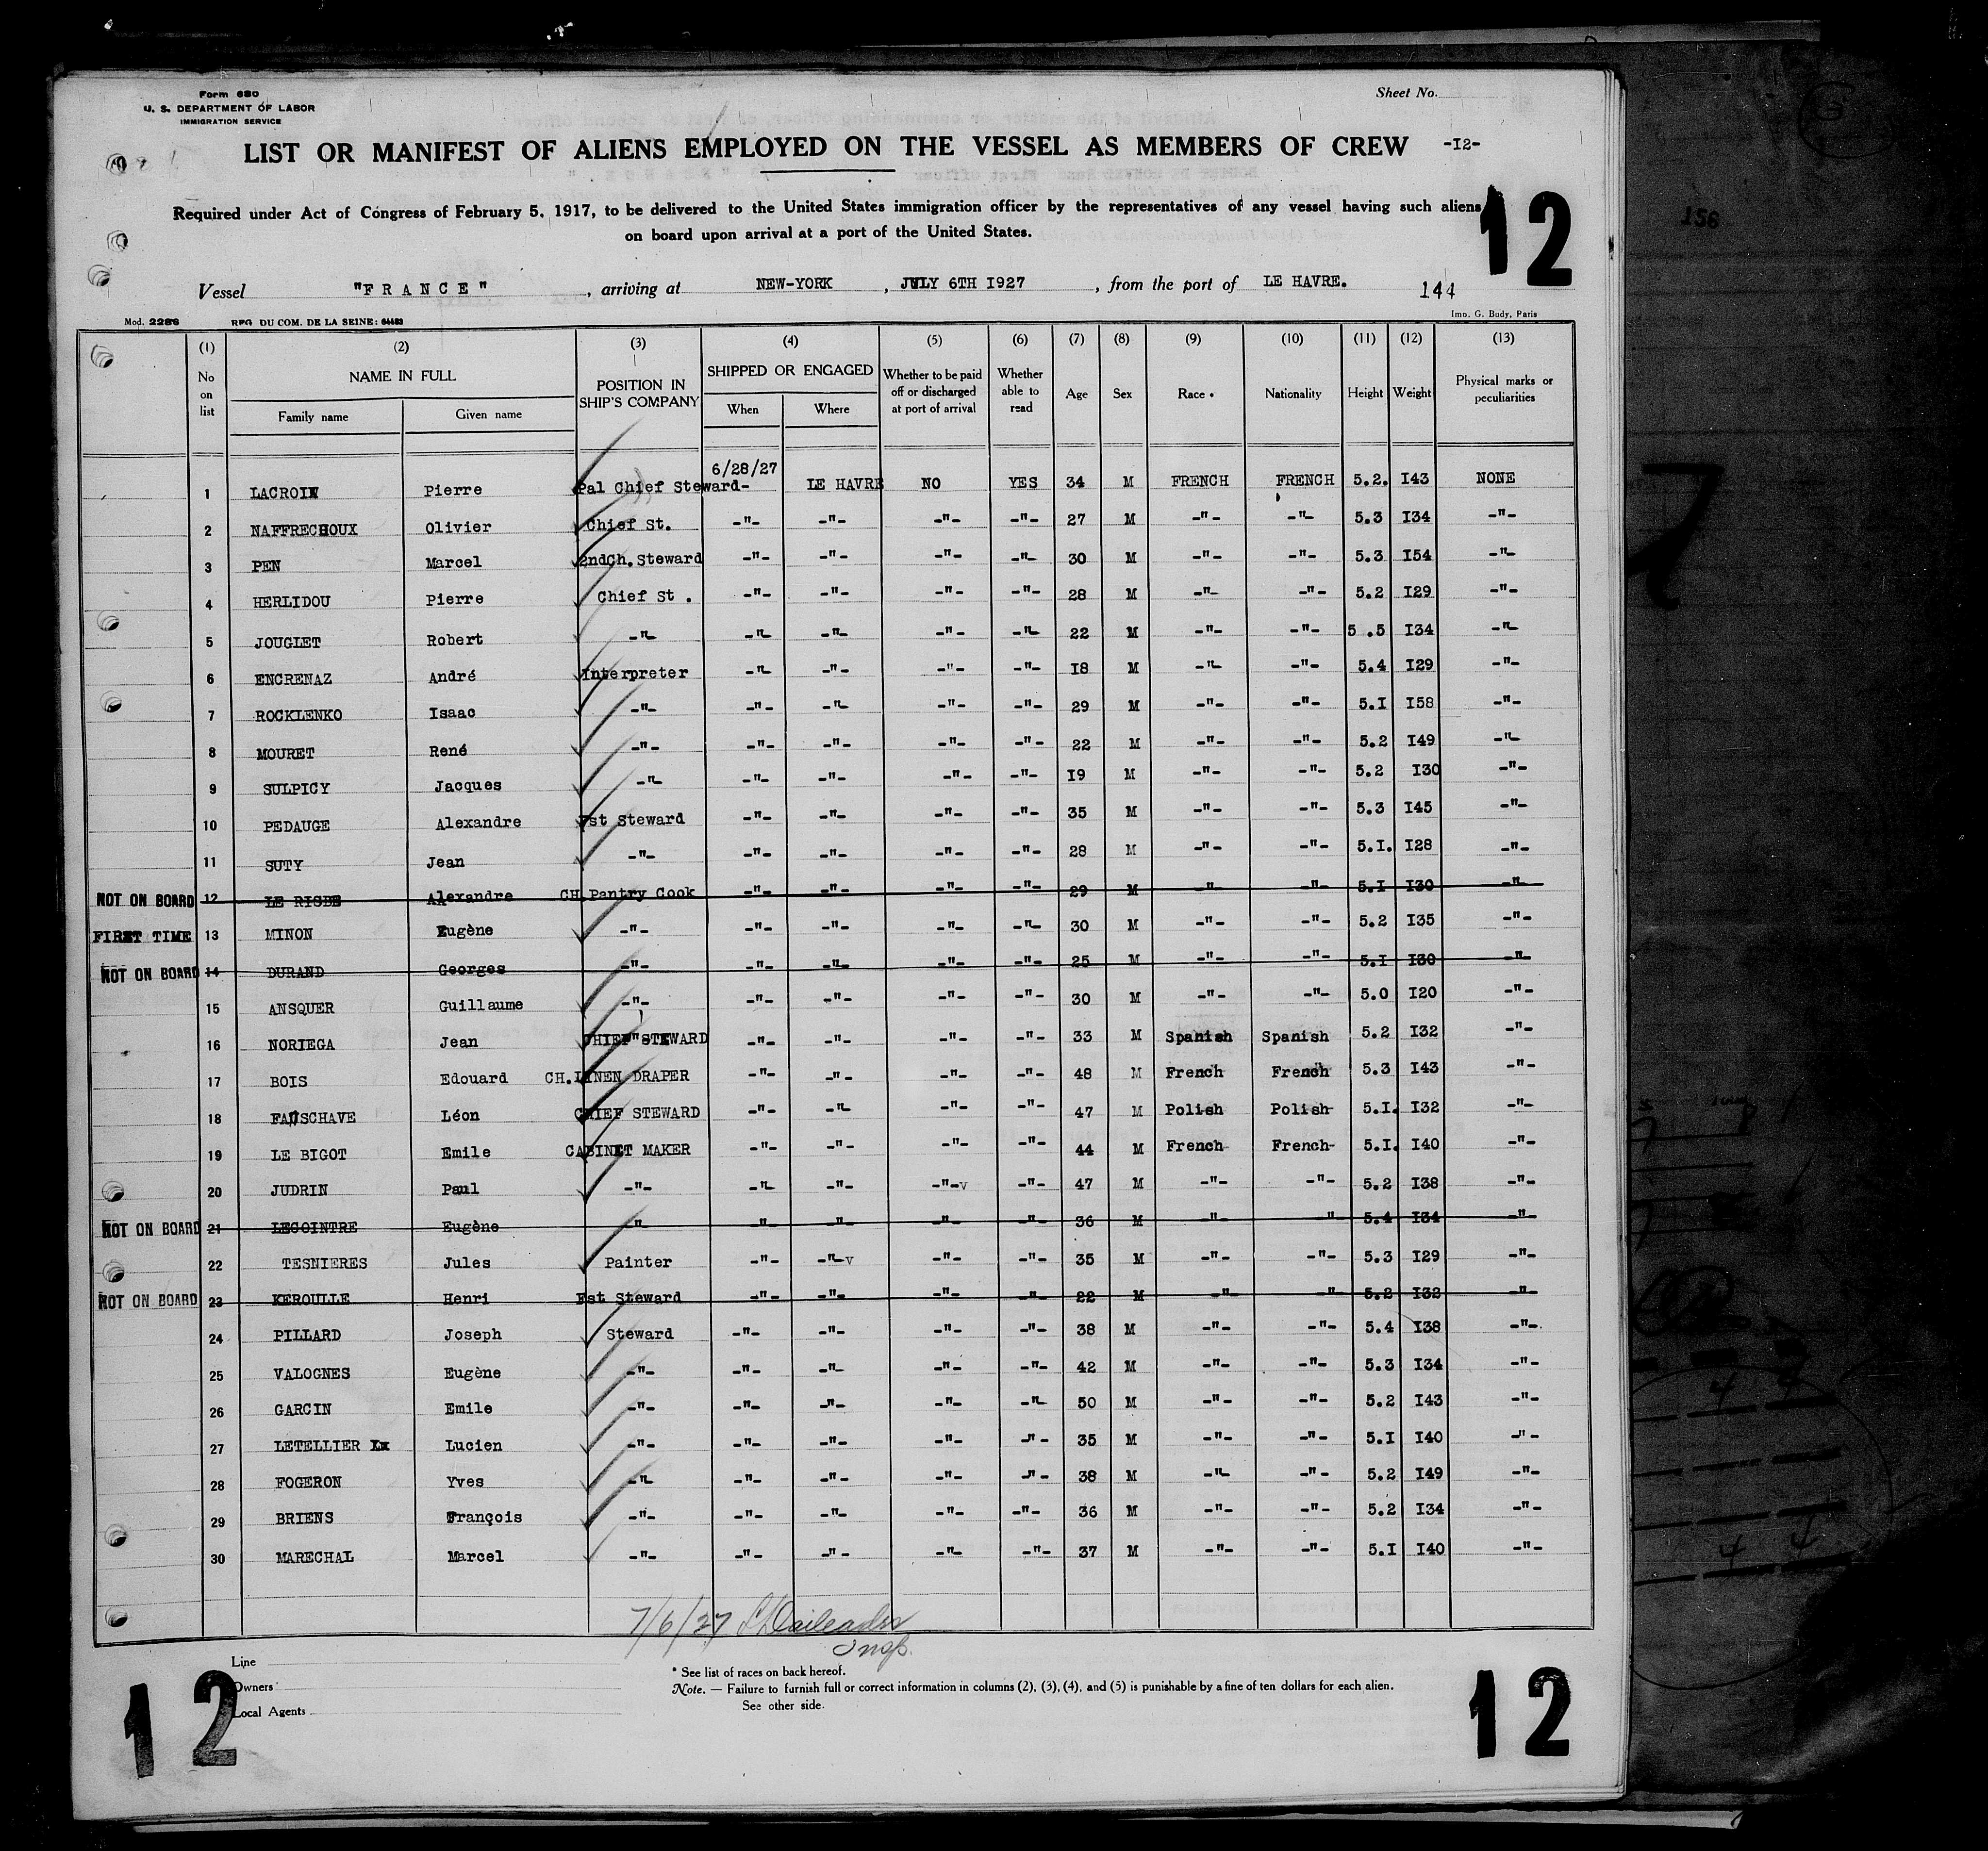 Form 680
U. S. DEPARTMENT OF LABOR
IMMIGRATION SERVICE
Sheet No.
LIST OR MANIFEST OF ALIENS EMPLOYED ON THE VESSEL AS MEMBERS OF CREW -I2-
Required under Act of Congress of February 5, 1917, to be delivered to the United States immigration officer by the representatives of any vessel having such aliens
on board upon arrival at a port of the United States.
12
Vessel "FRANCE", arriving at NEW-YORK, JULY 6TH I927, from the port of LE HAVRE. 144
Mod. 2286 REG. DU COM. DE LA SEINE: 64483 Imp. G. Body, Paris
(1) (2) (3) (4) (5) (6) (7) (8) (9) (10) (11) (12) (13)
No on list NAME IN FULL Family name Given name POSITION IN SHIP'S COMPANY SHIPPED OR ENGAGED When Where Whether to be paid off or discharged at port of arrival Whether able to read Age Sex Race * Nationality Height Weight Physical marks or peculiarities
1 LACROIX Pierre Pal Chief Steward- 6/28/27 LE HAVRE NO YES 34 M FRENCH FRENCH 5.2. I43 NONE
2 NAFFRECHOUX Olivier Chief St. -"- -"- -"- -"- 27 M -"- -"- 5.3 I34 -"-
3 PEN Marcel 2ndCh.Steward -"- -"- -"- -"- 30 M -"- -"- 5.3 I54 -"-
4 HERLIDOU Pierre Chief St . -"- -"- -"- -"- 28 M -"- -"- 5.2 I29 -"-
5 JOUGLET Robert -"- -"- -"- -"- -"- 22 M -"- -"- 5 .5 I34 -"-
6 ENCRENAZ André Interpreter -"- -"- -"- -"- I8 M -"- -"- 5.4 I29 -"-
7 ROCKLENKO Isaac -"- -"- -"- -"- -"- 29 M -"- -"- 5.I I58 -"-
8 MOURET René -"- -"- -"- -"- -"- 22 M -"- -"- 5.2 I49 -"-
9 SULPICY Jacques -"- -"- -"- -"- -"- I9 M -"- -"- 5.2 I30 -"-
10 PEDAUGE Alexandre Ist Steward -"- -"- -"- -"- 35 M -"- -"- 5.3 I45 -"-
11 SUTY Jean -"- -"- -"- -"- -"- 28 M -"- -"- 5.I. I28 -"-
NOT ON BOARD 12 LE RISBE Alexandre CH.Pantry Cook -"- -"- -"- -"- 29 M -"- -"- 5.I I30 -"-
FIRST TIME 13 MINON Eugène -"- -"- -"- -"- -"- 30 M -"- -"- 5.2 I35 -"-
NOT ON BOARD 14 DURAND Georges -"- -"- -"- -"- -"- 25 M -"- -"- 5.I I30 -"-
15 ANSQUER Guillaume -"- -"- -"- -"- -"- 30 M -"- -"- 5.0 I20 -"-
16 NORIEGA Jean CHIEF STEWARD -"- -"- -"- -"- 33 M Spanish Spanish 5.2 I32 -"-
17 BOIS Edouard CH.LINEN DRAPER -"- -"- -"- -"- 48 M French French 5.3 I43 -"-
18 FAUSCHAVE Léon CHIEF STEWARD -"- -"- -"- -"- 47 M Polish Polish 5.I. I32 -"-
19 LE BIGOT Emile CABINET MAKER -"- -"- -"- -"- 44 M French French- 5.I. I40 -"-
20 JUDRIN Paul -"- -"- -"- -"-v -"- 47 M -"- -"- 5.2 I38 -"-
NOT ON BOARD 21 LECOINTRE Eugène -"- -"- -"- -"- -"- 36 M -"- -"- 5.4 I34 -"-
22 TESNIERES Jules Painter -"- -"-v -"- -"- 35 M -"- -"- 5.3 I29 -"-
NOT ON BOARD 23 KEROULLE Henri Ist Steward -"- -"- -"- -"- 22 M -"- -"- 5.2 I32 -"-
24 PILLARD Joseph Steward -"- -"- -"- -"- 38 M -"- -"- 5.4 I38 -"-.
25 VALOGNES Eugène -"- -"- -"- -"- -"- 42 M -"- -"- 5.3 I34 -"-
26 GARCIN Emile -"- -"- -"- -"- -"- 50 M -"- -"- 5.2 I43 -"-
27 LETELLIER Lucien -"- -"- -"- -"- -"- 35 M -"- -"- 5.I I40 -"-
28 FOGERON Yves -"- -"- -"- -"- -"- 38 M -"- -"- 5.2 I49 -"-
29 BRIENS François -"- -"- -"- -"- -"- 36 M -"- -"- 5.2 I34 -"-
30 MARECHAL Marcel -"- -"- -"- -"- -"- 37 M -"- -"- 5.I I40 -"-
7/6/27
Insp.
Line
Owners
Local Agents
* See list of races on back hereof.
Note. — Failure to furnish full or correct information in columns (2), (3), (4), and (5) is punishable by a fine of ten dollars for each alien.
See other side.
12
12
156